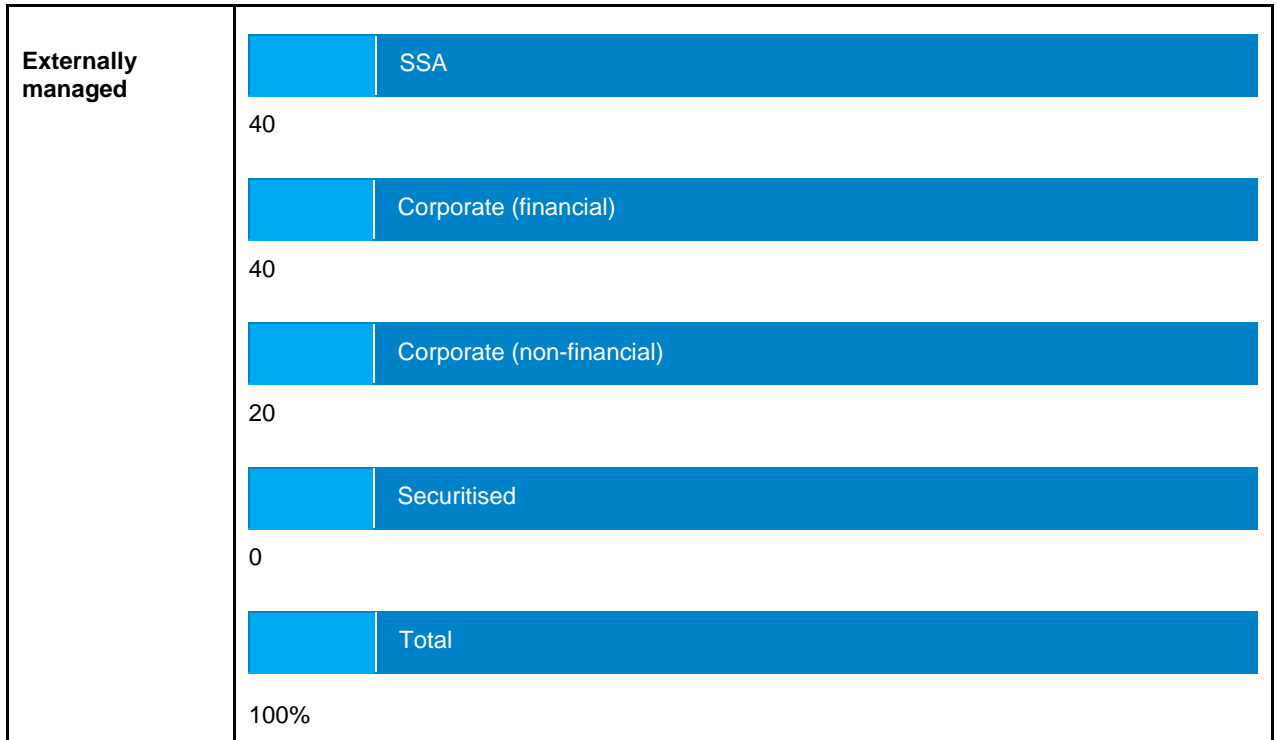 Externally
managed
SSA
40
Corporate (financial)
40
Corporate (non-financial)
20
Securitised
0
Total
100%